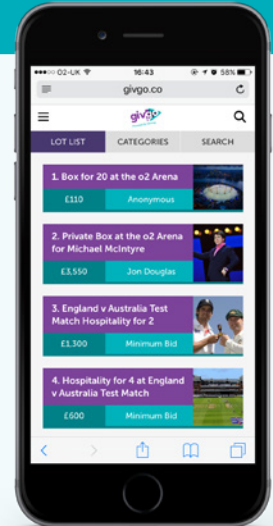 O2-UK
16:43
58%
givgo.co
givgo
LOT LIST
CATEGORIES
SEARCH
1. Box for 20 at the o2 Arena
£110
Anonymous
2. Private Box at the o2 Arena
for Michael McIntyre
£3,550
Jon Douglas
3. England v Australia Test
Match Hospitality for 2
£1,300
Minimum Bid
4. Hospitality for 4 at England
v Australia Test Match
£600
Minimum Bid